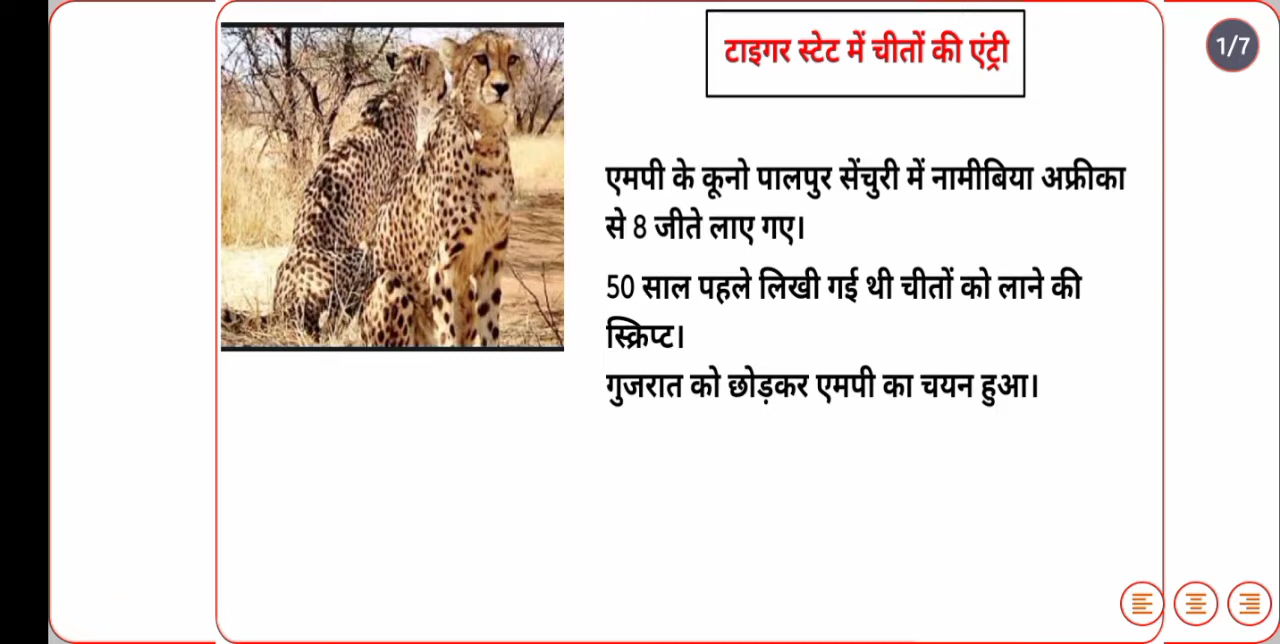 टाइगर स्टेट में चीतों की एंट्री
1/7
एमपी के कूनो पालपुर सेंचुरी में नामीबिया अफ्रीका
से 8 जीते लाए गए।
50 साल पहले लिखी गई थी चीतों को लाने की
स्क्रिप्ट।
गुजरात को छोड़कर एमपी का चयन हुआ।